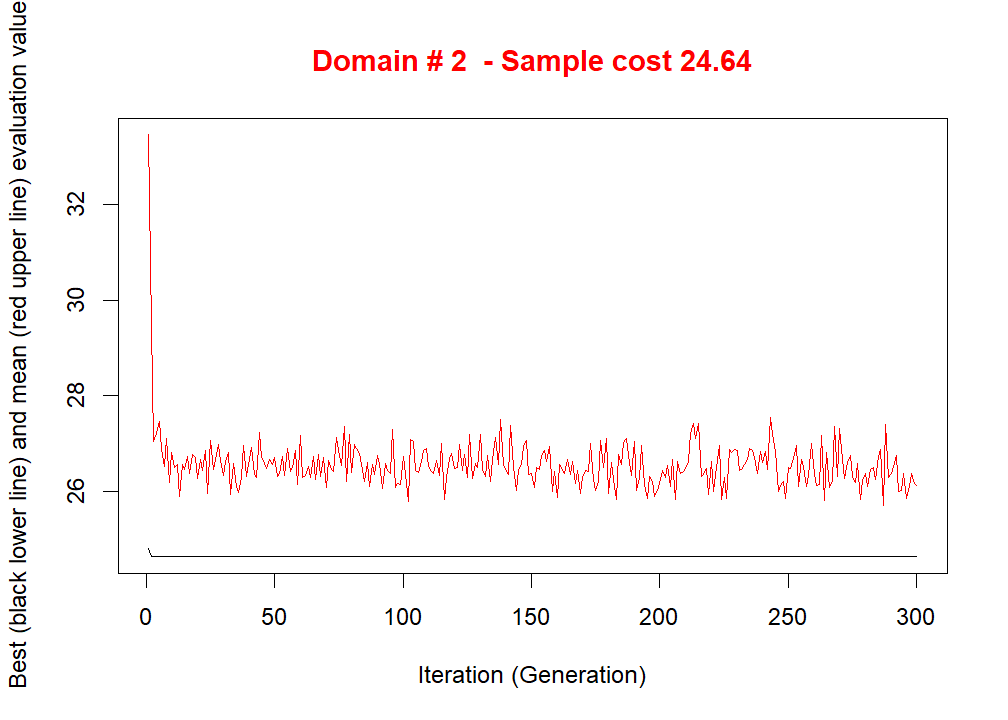 Domain # 2  - Sample cost 24.64
Best (black lower line) and mean (red upper line) evaluation value
32
30
28
26
0 50 100 150 200 250 300
Iteration (Generation)